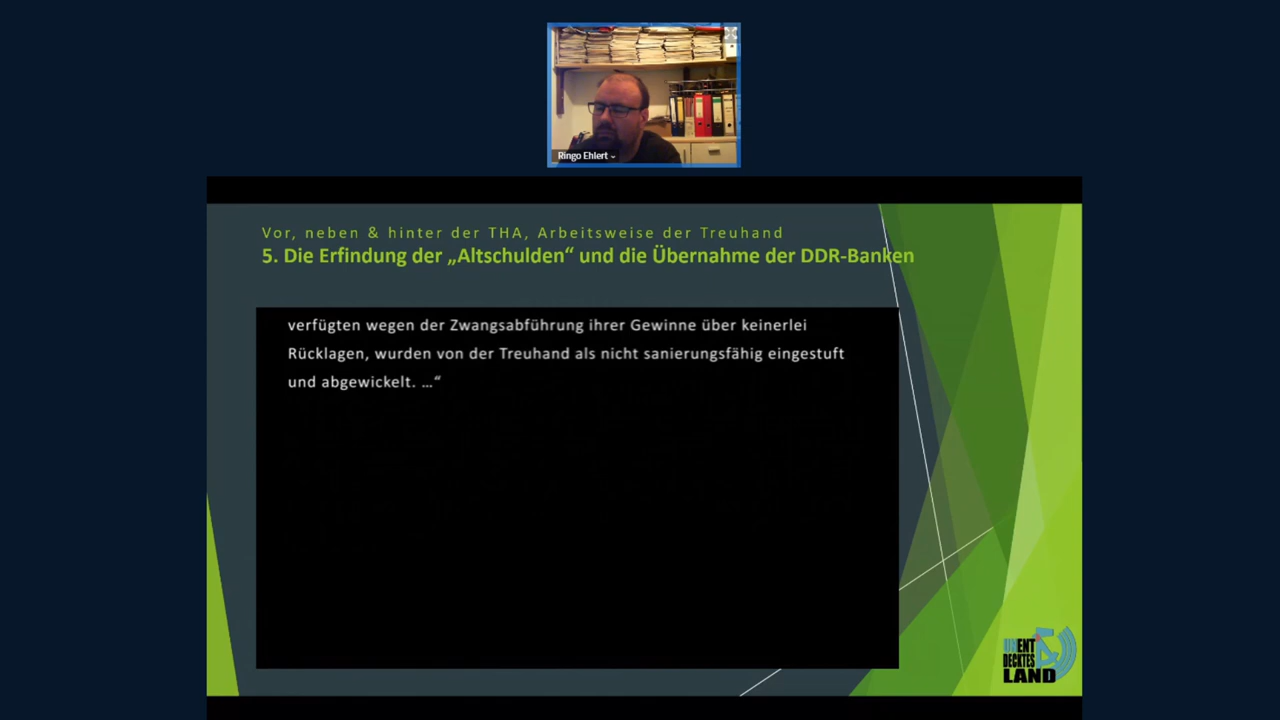 Ringo Ehlert
Vor, neben & hinter der THA, Arbeitsweise der Treuhand
5. Die Erfindung der „Altschulden“ und die Übernahme der DDR-Banken
verfügten wegen der Zwangsabführung ihrer Gewinne über keinerlei
Rücklagen, wurden von der Treuhand als nicht sanierungsfähig eingestuft
und abgewickelt. …“
UNENT
DECKTES
LAND